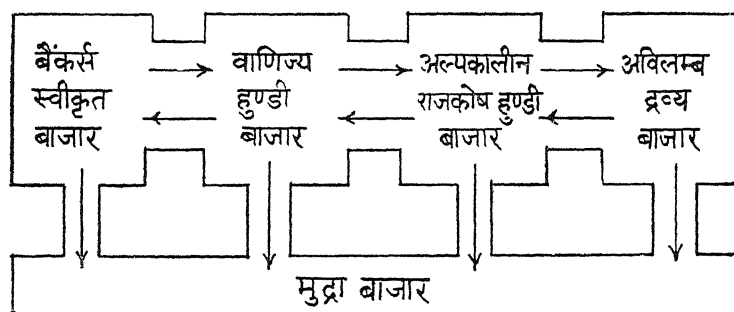 बैंकर्स
स्वीकृत
बाजार
वाणिज्य
हुण्डी
बाजार
अल्पकालीन
राजकोष हुण्डी
बाजार
अविलम्ब
द्रव्य
बाजार
मुद्रा बाजार